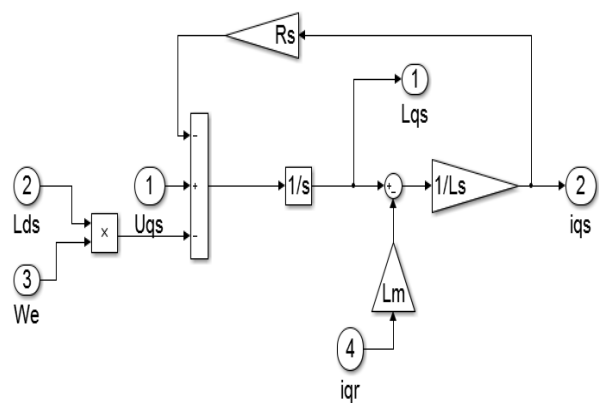 Rs
1
Lqs
−
2
Lds
1
Uqs
+
1/s
+
−
1/Ls
2
iqs
×
−
3
We
Lm
4
iqr